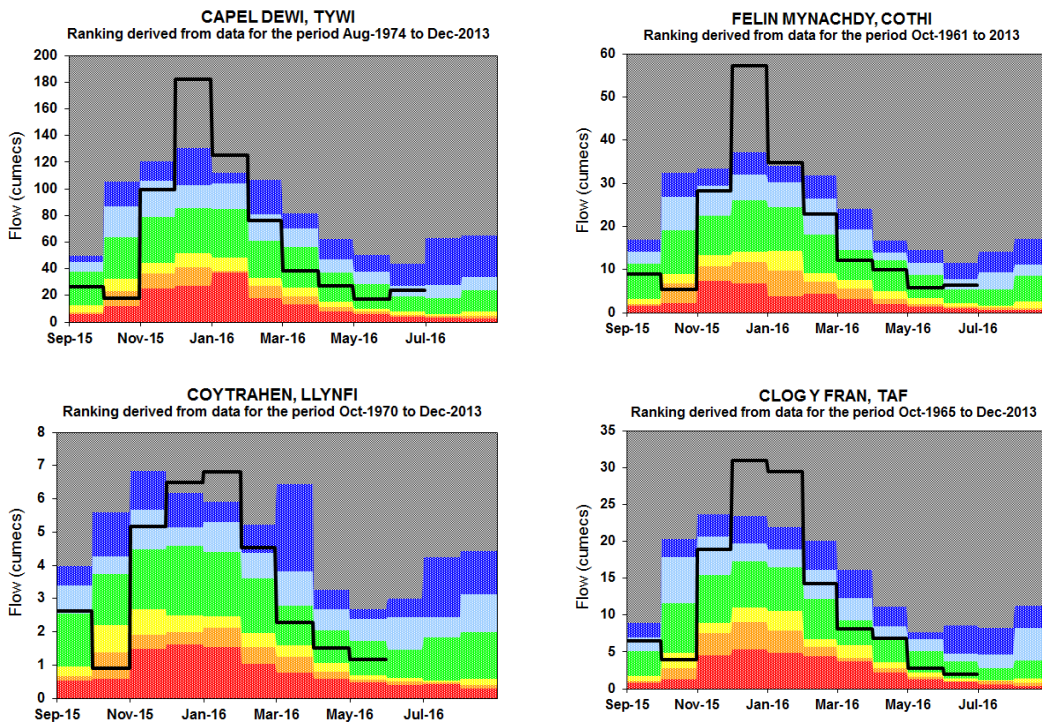 CAPEL DEWI, TYWI
Ranking derived from data for the period Aug-1974 to Dec-2013
Flow (cumecs)
200
180
160
140
120
100
80
60
40
20
0
Sep-15 Nov-15 Jan-16 Mar-16 May-16 Jul-16
FELIN MYNACHDY, COTHI
Ranking derived from data for the period Oct-1961 to 2013
Flow (cumecs)
60
50
40
30
20
10
0
Sep-15 Nov-15 Jan-16 Mar-16 May-16 Jul-16
COYTRAHEN, LLYNFI
Ranking derived from data for the period Oct-1970 to Dec-2013
Flow (cumecs)
8
7
6
5
4
3
2
1
0
Sep-15 Nov-15 Jan-16 Mar-16 May-16 Jul-16
CLOG Y FRAN, TAF
Ranking derived from data for the period Oct-1965 to Dec-2013
Flow (cumecs)
35
30
25
20
15
10
5
0
Sep-15 Nov-15 Jan-16 Mar-16 May-16 Jul-16